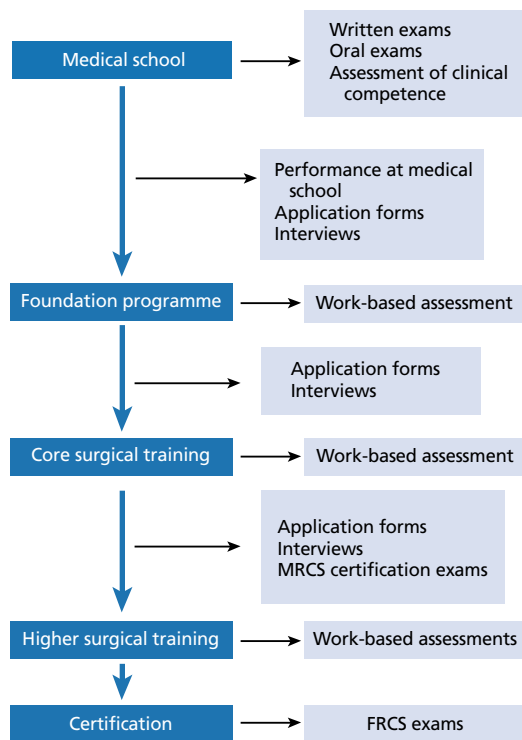 Medical school
Written exams
Oral exams
Assessment of clinical
competence
Performance at medical
school
Application forms
Interviews
Foundation programme
Work-based assessment
Application forms
Interviews
Core surgical training
Work-based assessment
Application forms
Interviews
MRCS certification exams
Higher surgical training
Work-based assessments
Certification
FRCS exams